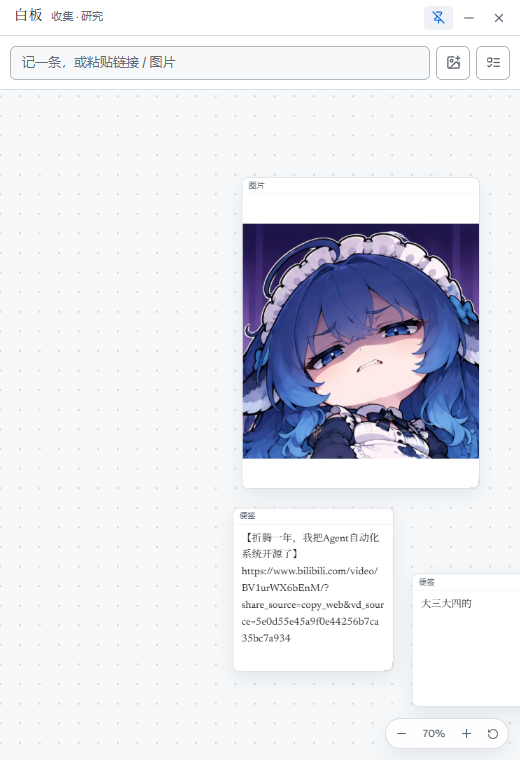 白板 收集 · 研究
记一条，或粘贴链接 / 图片
图片
便签
【折腾一年，我把Agent自动化
系统开源了】
https://www.bilibili.com/video/
BV1urWX6bEnM/?
share_source=copy_web&vd_sour
ce=5e0d55e45a9f0e44256b7ca
35bc7a934
便签
大三大四的
70%